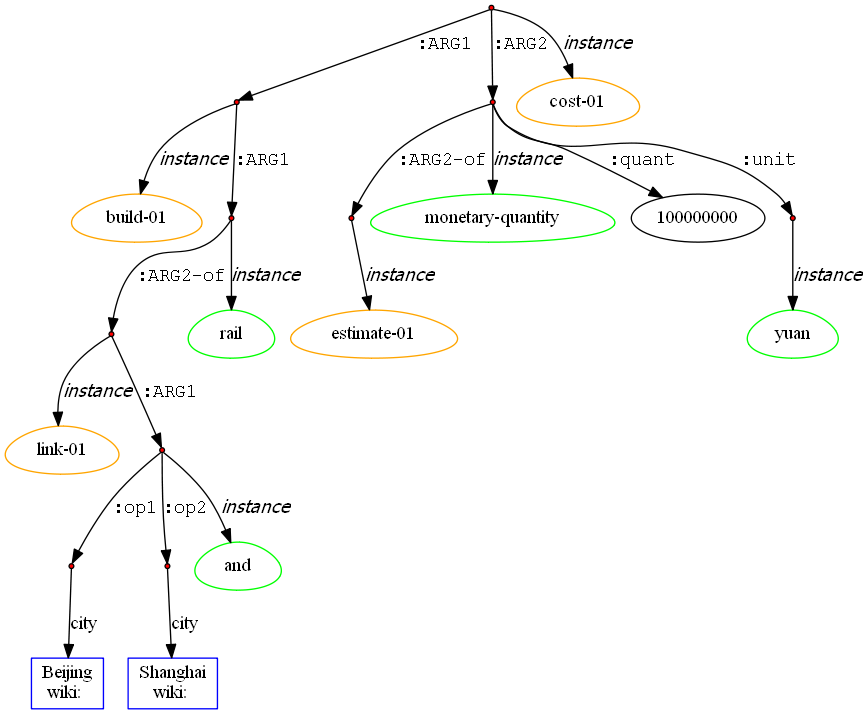 :ARG1
:ARG2
instance
cost-01
instance
:ARG1
:ARG2-of
instance
:quant
:unit
build-01
monetary-quantity
100000000
:ARG2-of
instance
instance
instance
rail
estimate-01
yuan
instance
:ARG1
link-01
:op1
:op2
instance
and
city
city
Beijing
wiki:
Shanghai
wiki: